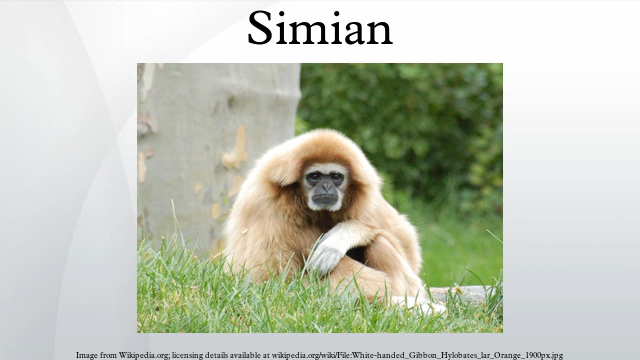 Simian
Image from Wikipedia.org; licensing details available at wikipedia.org/wiki/File:White-handed_Gibbon_Hylobates_lar_Orange_1900px.jpg